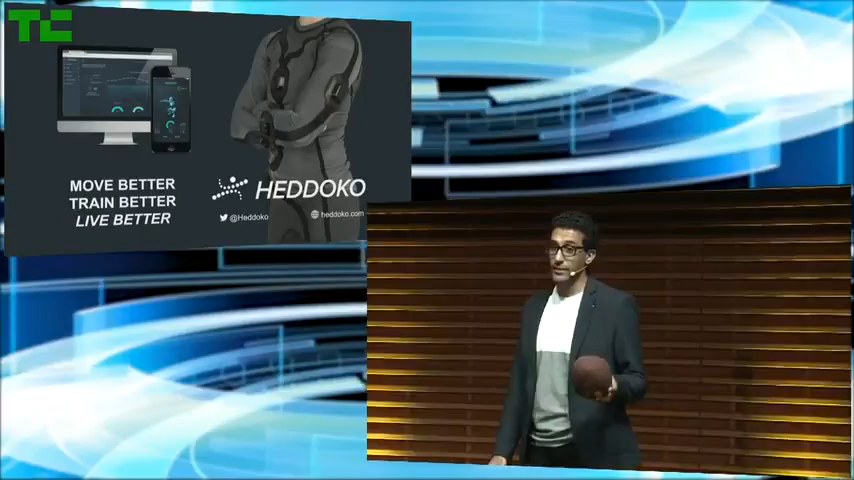 TC
MOVE BETTER
TRAIN BETTER
LIVE BETTER
HEDDOKO
@Heddoko
heddoko.com